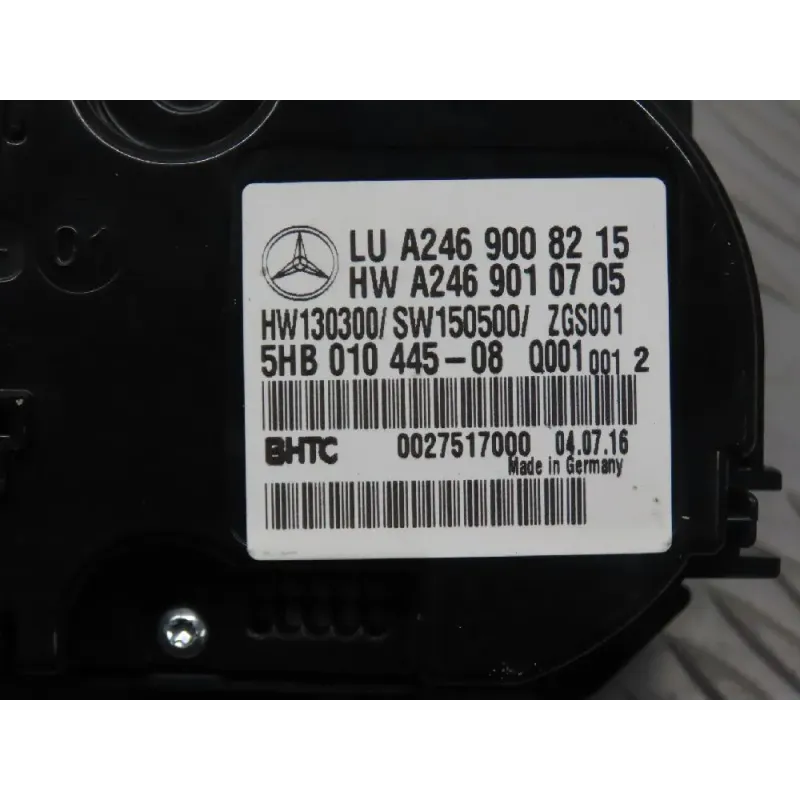 01
LU A246 900 82 15
HW A246 901 07 05
HW130300/ SW150500/ ZGS001
5HB 010 445-08 Q001 001 2
BHTC 0027517000 04.07.16
Made in Germany